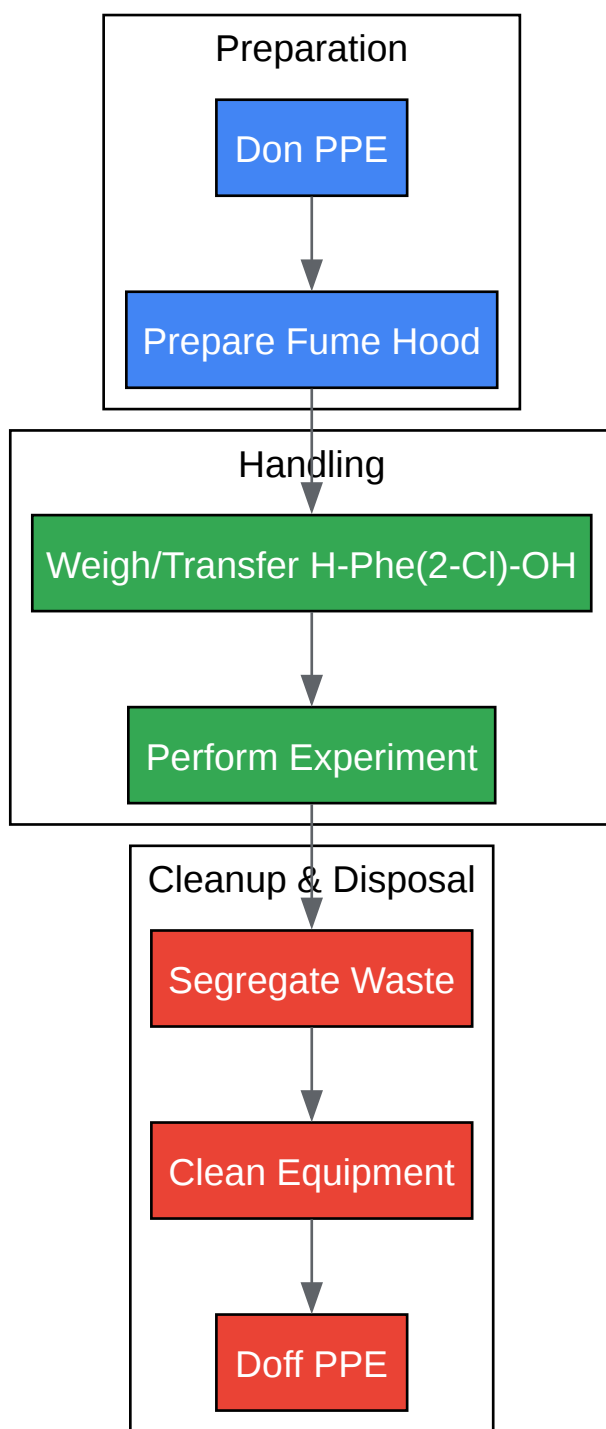 Preparation
Don PPE
Prepare Fume Hood
Handling
Weigh/Transfer H-Phe(2-Cl)-OH
Perform Experiment
Cleanup & Disposal
Segregate Waste
Clean Equipment
Doff PPE